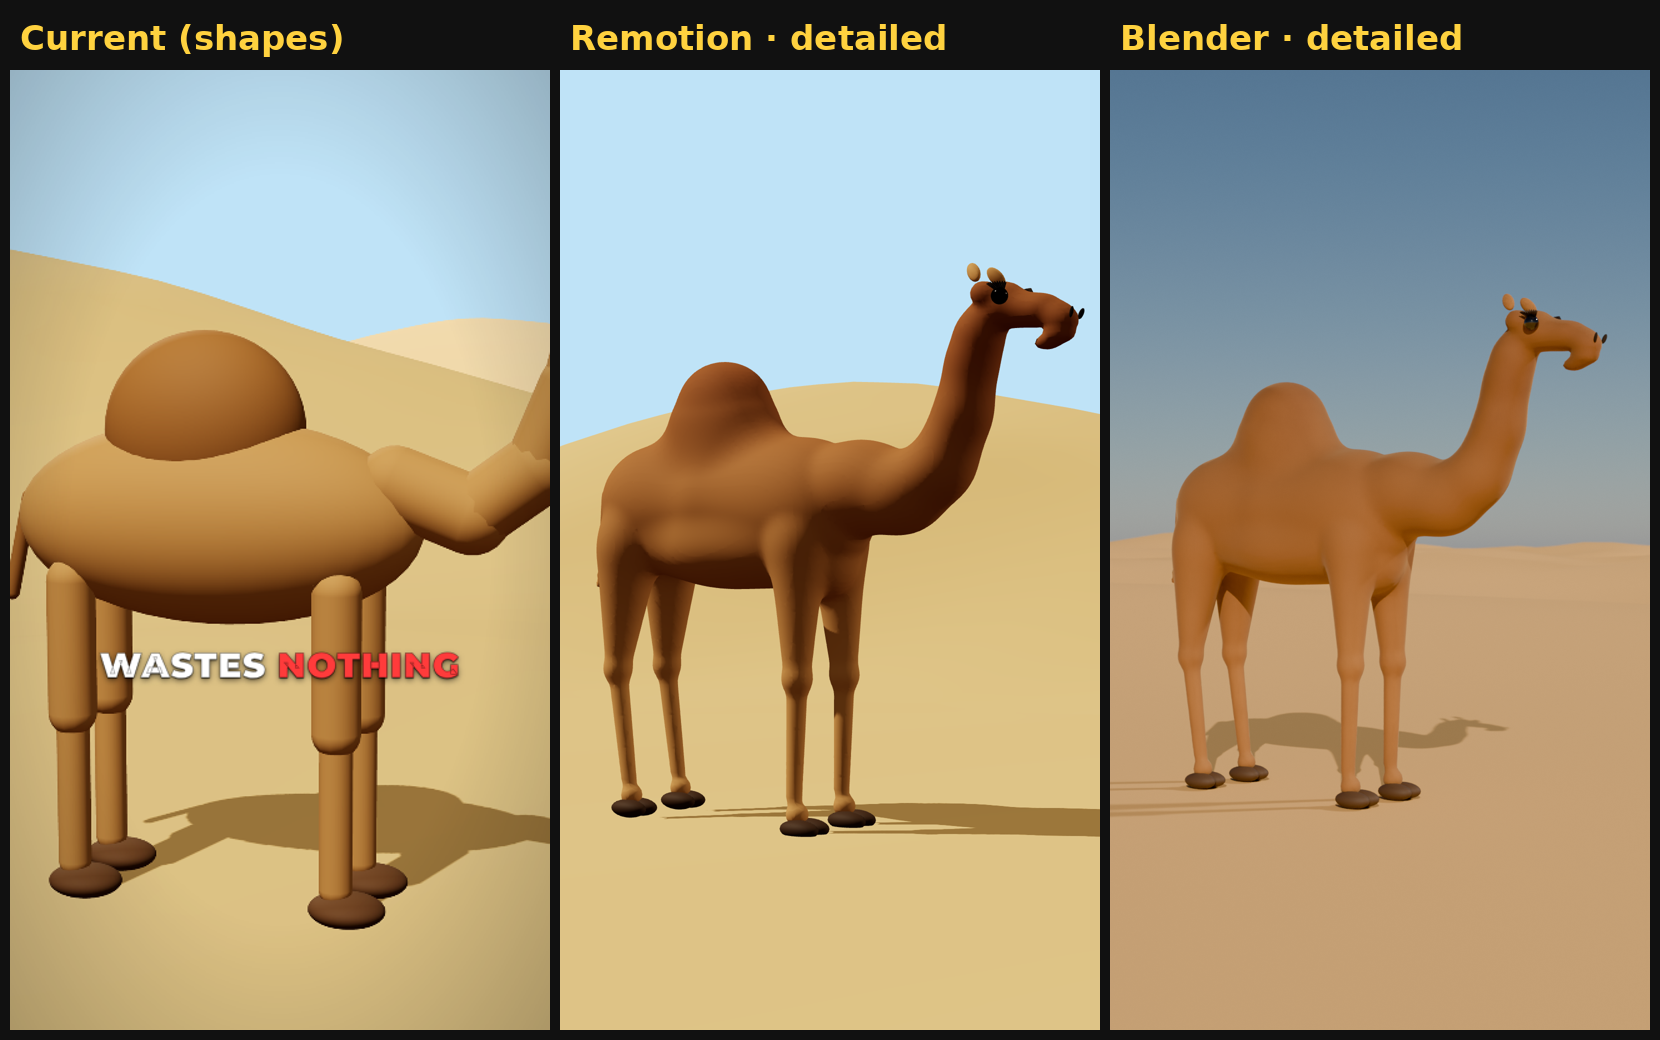 Current (shapes)
Remotion · detailed
Blender · detailed
WASTES NOTHING